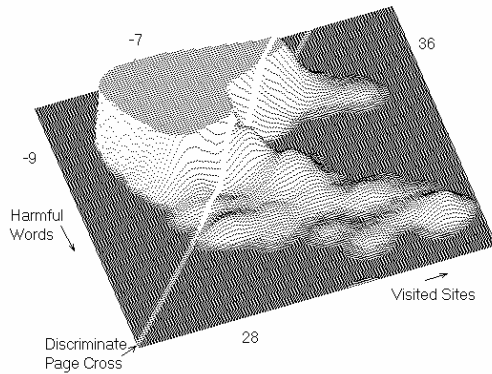 -7
36
-9
Harmful
Words
Visited Sites
28
Discriminate
Page Cross